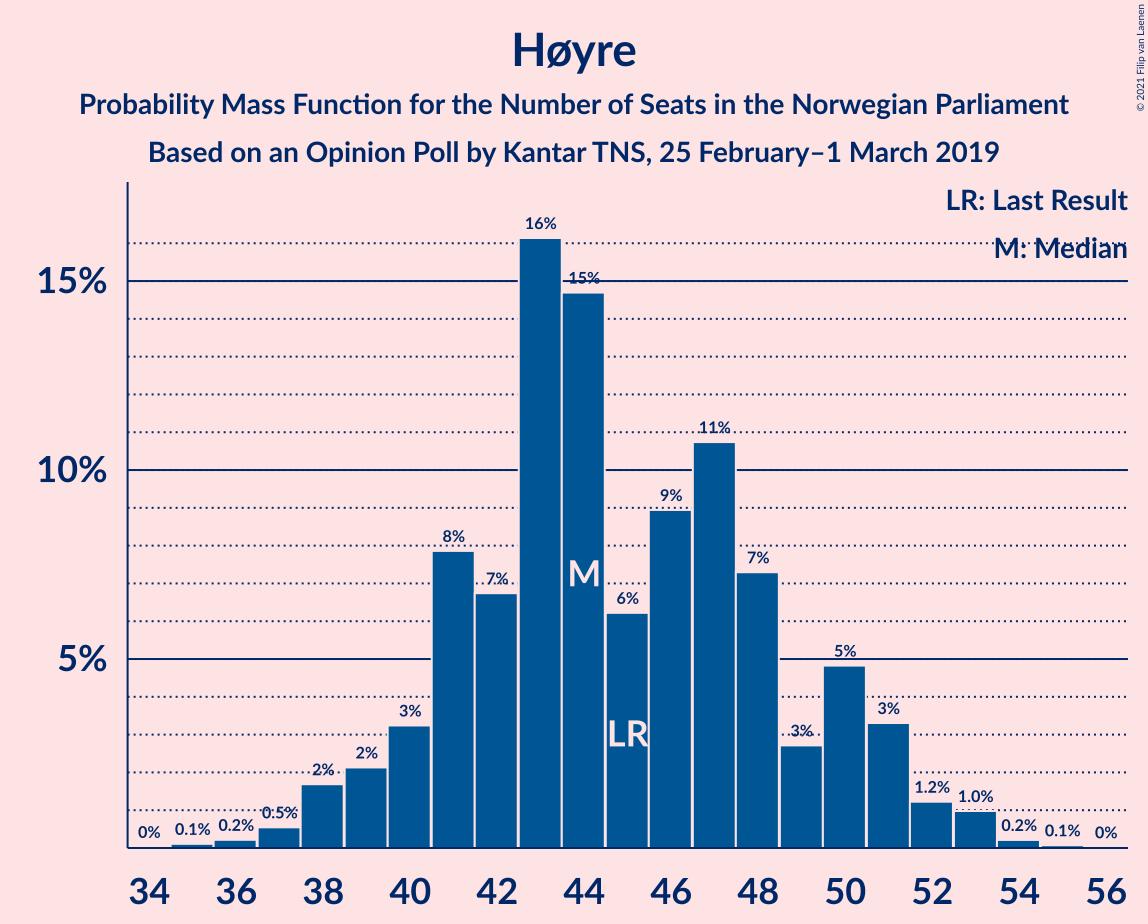 Høyre
Probability Mass Function for the Number of Seats in the Norwegian Parliament
Based on an Opinion Poll by Kantar TNS, 25 February–1 March 2019
© 2021 Filip van Laenen
LR: Last Result
M: Median
15%
10%
5%
0%
0.1%
0.2%
0.5%
2%
2%
3%
8%
7%
16%
15%
6%
9%
11%
7%
3%
5%
3%
1.2%
1.0%
0.2%
0.1%
0%
M
LR
34 36 38 40 42 44 46 48 50 52 54 56